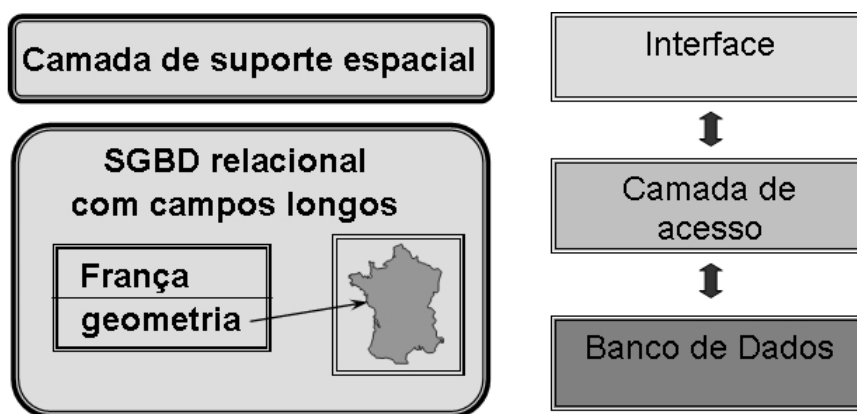 Camada de suporte espacial
SGBD relacional
com campos longos
França
geometria
Interface
Camada de
acesso
Banco de Dados